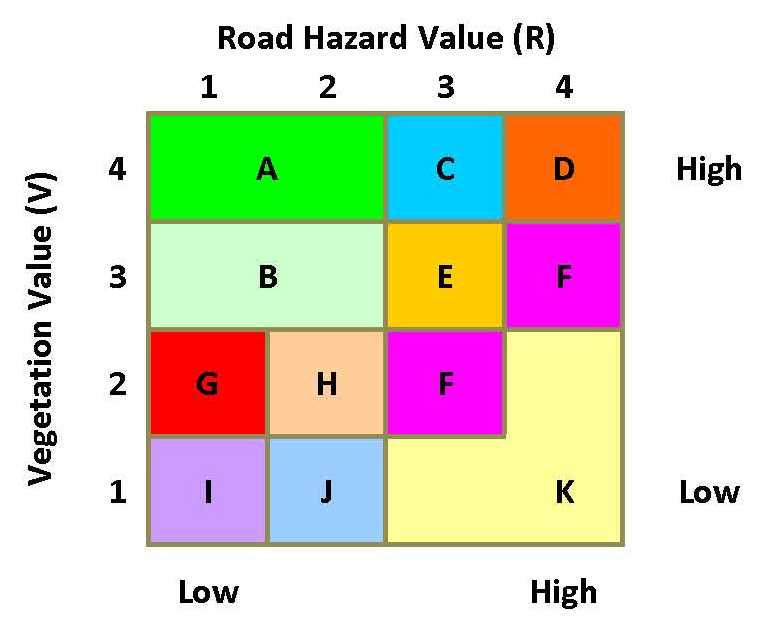 Road Hazard Value (R)
1 2 3 4
Vegetation Value (V)
4 A C D High
3 B E F
2 G H F
1 I J K Low
Low High